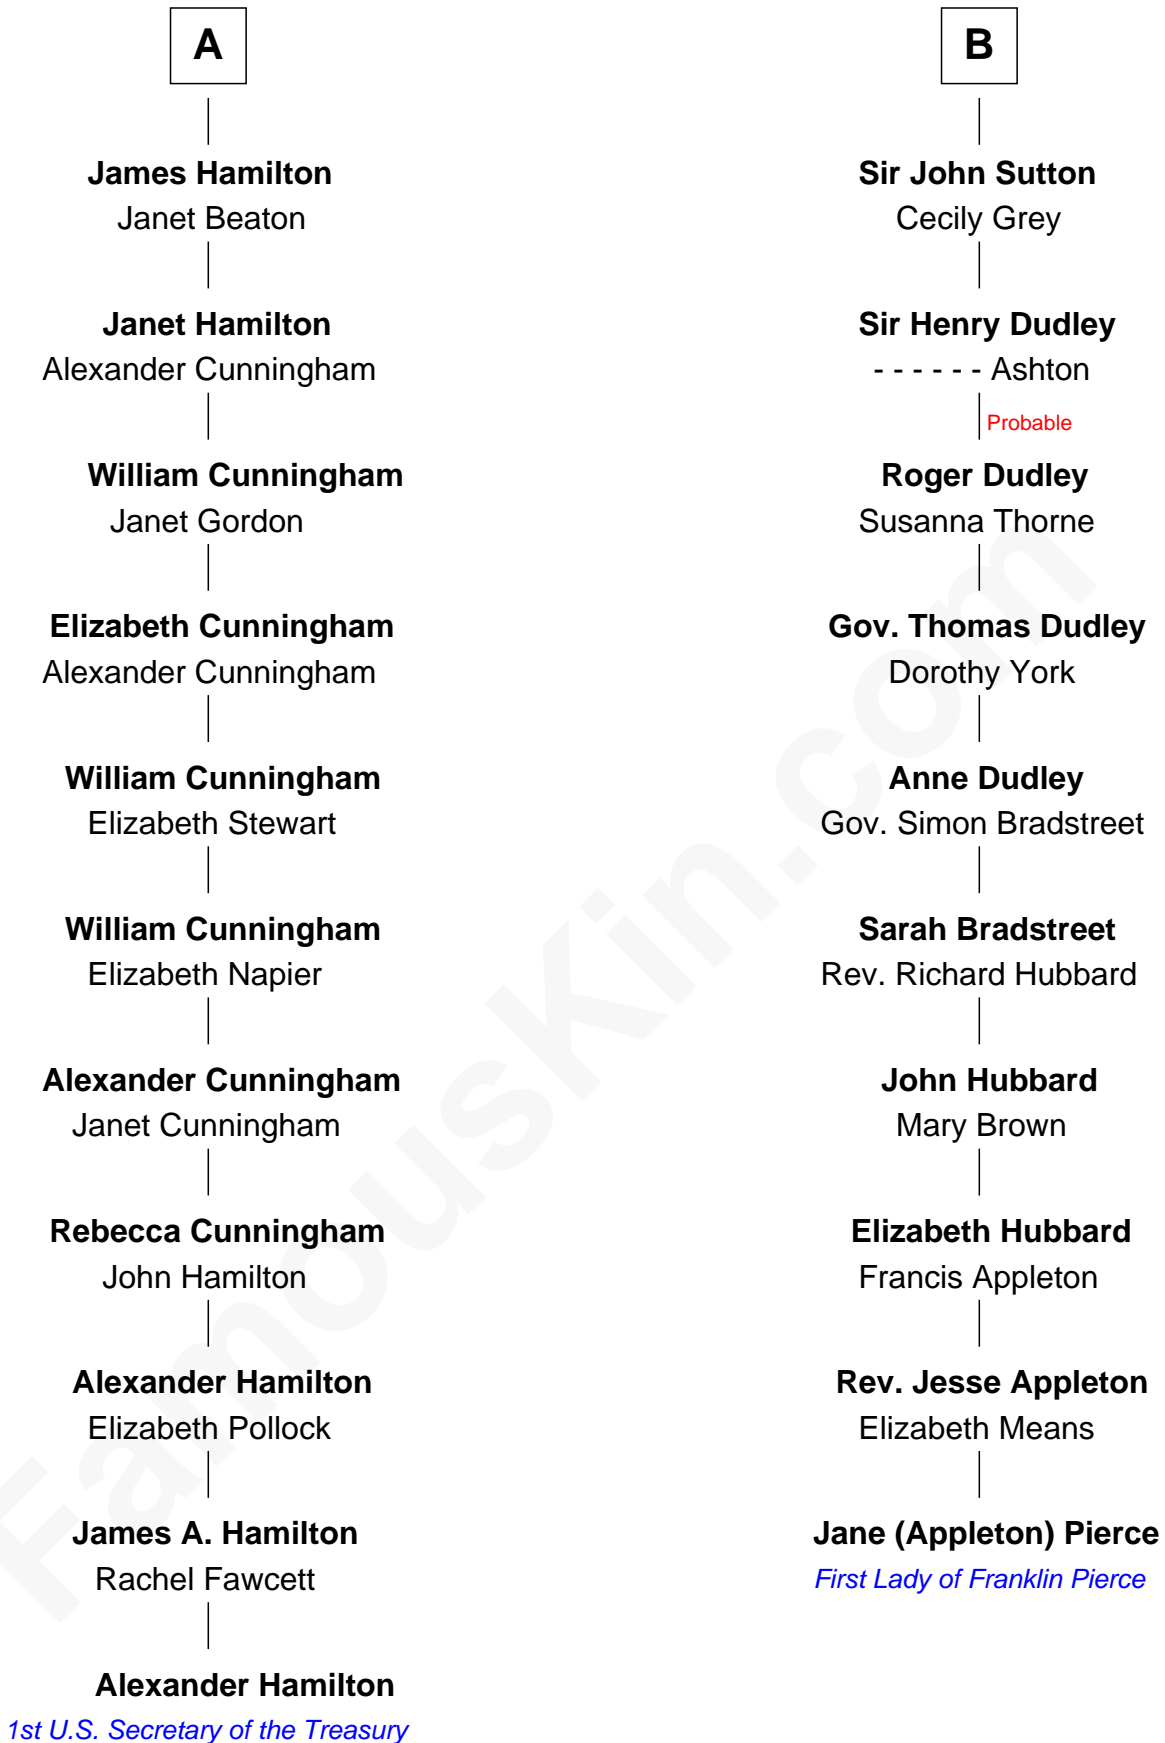 A
James Hamilton
Janet Beaton
Janet Hamilton
Alexander Cunningham
William Cunningham
Janet Gordon
Elizabeth Cunningham
Alexander Cunningham
William Cunningham
Elizabeth Stewart
William Cunningham
Elizabeth Napier
Alexander Cunningham
Janet Cunningham
Rebecca Cunningham
John Hamilton
Alexander Hamilton
Elizabeth Pollock
James A. Hamilton
Rachel Fawcett
Alexander Hamilton
1st U.S. Secretary of the Treasury
B
Sir John Sutton
Cecily Grey
Sir Henry Dudley
- - - - - - Ashton
Probable
Roger Dudley
Susanna Thorne
Gov. Thomas Dudley
Dorothy York
Anne Dudley
Gov. Simon Bradstreet
Sarah Bradstreet
Rev. Richard Hubbard
John Hubbard
Mary Brown
Elizabeth Hubbard
Francis Appleton
Rev. Jesse Appleton
Elizabeth Means
Jane (Appleton) Pierce
First Lady of Franklin Pierce
FamousKin.com